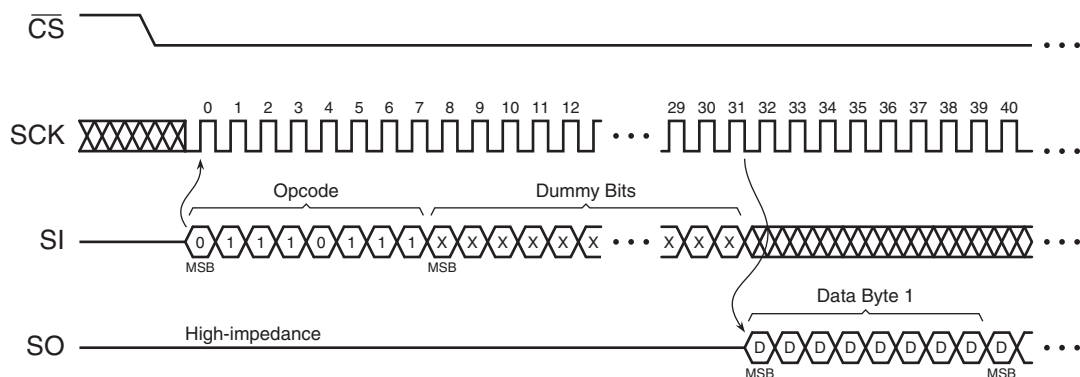 CS
0 1 2 3 4 5 6 7 8 9 10 11 12 29 30 31 32 33 34 35 36 37 38 39 40
SCK
Opcode Dummy Bits
SI 0 1 1 1 0 1 1 1 X X X X X X X X X
MSB MSB
Data Byte 1
High-impedance
SO D D D D D D D D D
MSB MSB